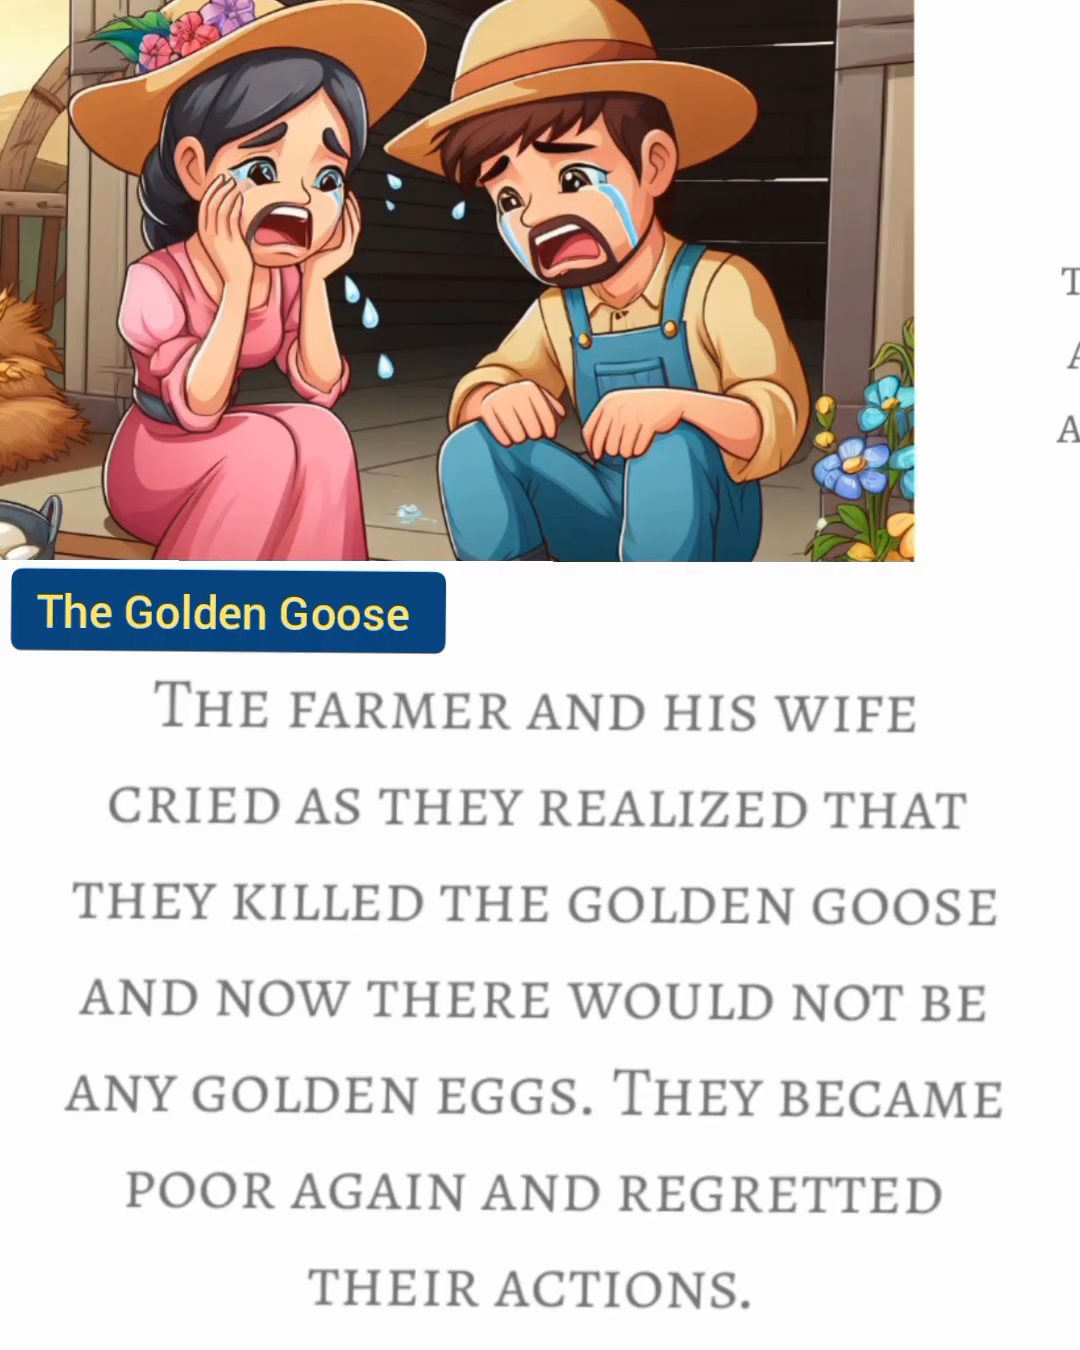 The Golden Goose
The farmer and his wife
cried as they realized that
they killed the golden goose
and now there would not be
any golden eggs. They became
poor again and regretted
their actions.